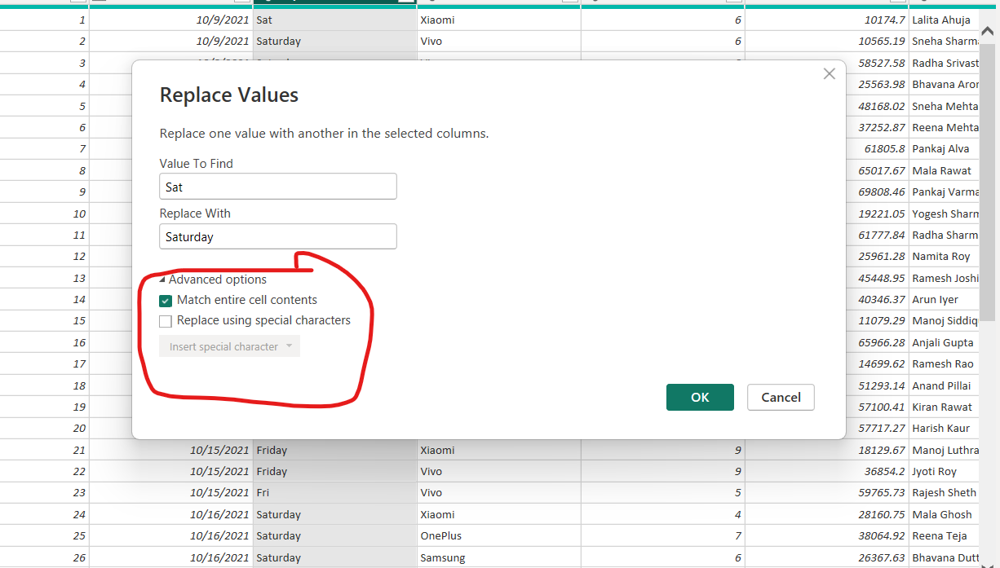 1 10/9/2021 Sat Xiaomi 6 10174.7 Lalita Ahuja
2 10/9/2021 Saturday Vivo 6 10565.19 Sneha Sharma
3 58527.58 Radha Srivast
4 25563.98 Bhavana Aror
5 48168.02 Sneha Mehta
6 37252.87 Reena Mehta
7 61805.8 Pankaj Alva
8 65017.67 Mala Rawat
9 69808.46 Pankaj Varma
10 19221.05 Yogesh Sharm
11 61777.84 Radha Sharm
12 25961.28 Namita Roy
13 45448.95 Ramesh Joshi
14 40346.37 Arun Iyer
15 11079.29 Manoj Siddiq
16 65966.28 Anjali Gupta
17 14699.62 Ramesh Rao
18 51293.14 Anand Pillai
19 57100.41 Kiran Rawat
20 57717.27 Harish Kaur
Replace Values
Replace one value with another in the selected columns.
Value To Find
Sat
Replace With
Saturday
Advanced options
Match entire cell contents
Replace using special characters
Insert special character
OK Cancel
21 10/15/2021 Friday Xiaomi 9 18129.67 Manoj Luthra
22 10/15/2021 Friday Vivo 9 36854.2 Jyoti Roy
23 10/15/2021 Fri Vivo 5 59765.73 Rajesh Sheth
24 10/16/2021 Saturday Xiaomi 4 28160.75 Mala Ghosh
25 10/16/2021 Saturday OnePlus 7 38064.92 Reena Teja
26 10/16/2021 Saturday Samsung 6 26367.63 Bhavana Dutt